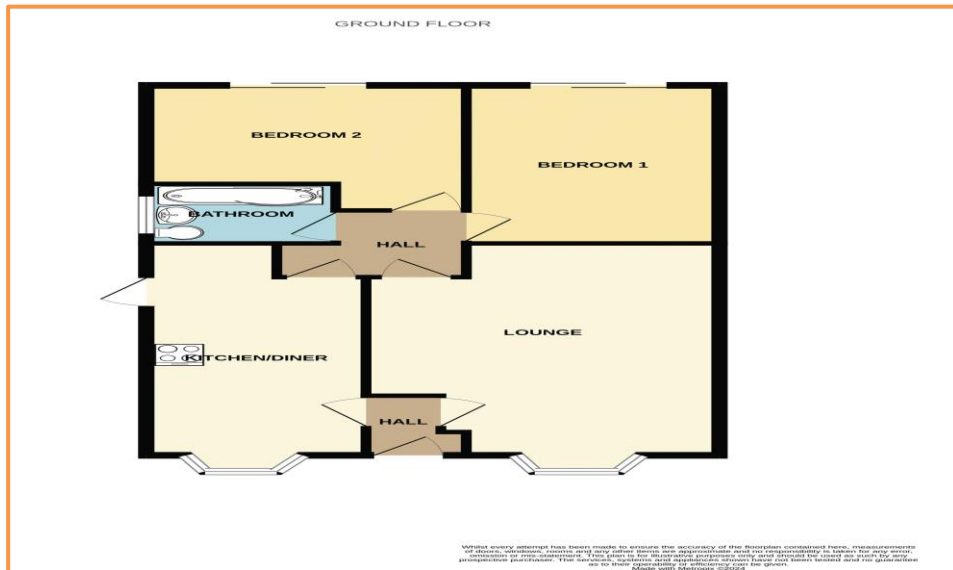 GROUND FLOOR
BEDROOM 2
BEDROOM 1
BATHROOM
HALL
LOUNGE
KITCHEN/DINER
HALL
Whilst every attempt has been made to ensure the accuracy of the floorplan contained here, measurements
of doors, windows, rooms and any other items are approximate and no responsibility is taken for any error,
omission or mis-statement. This plan is for illustrative purposes only and should be used as such by any
prospective purchaser. The services, systems and appliances shown have not been tested and no guarantee
as to their operability or efficiency can be given.
Made with Metropix ©2024